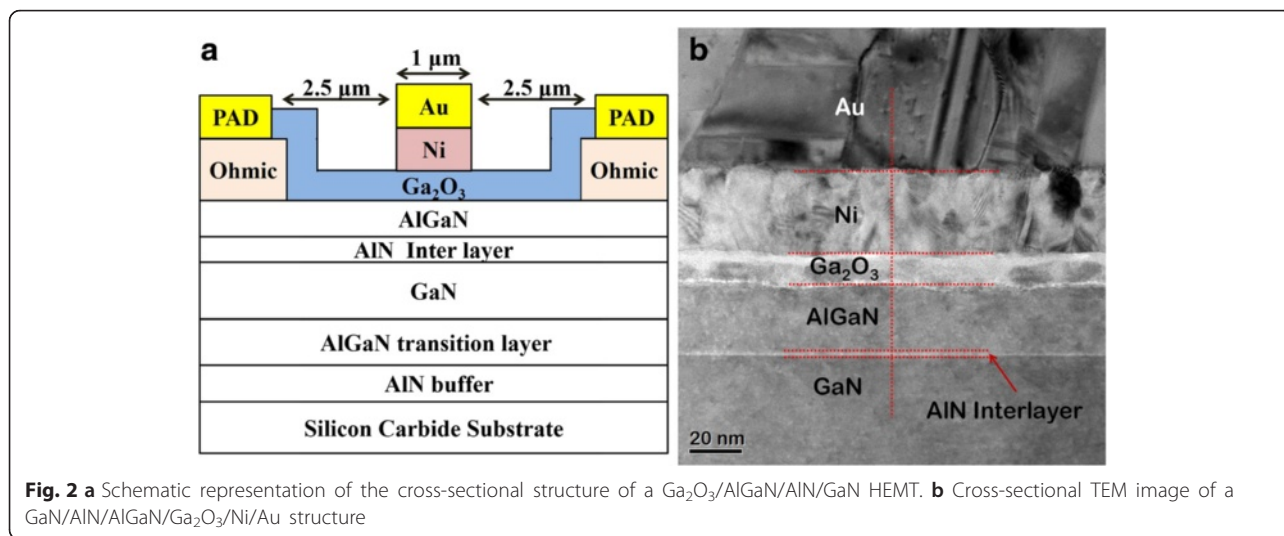 a
1 μm
2.5 μm
2.5 μm
PAD
Au
PAD
Ohmic
Ni
Ohmic
Ga₂O₃
AlGaN
AlN Inter layer
GaN
AlGaN transition layer
AlN buffer
Silicon Carbide Substrate
b
Au
Ni
Ga₂O₃
AlGaN
GaN
AlN Interlayer
20 nm
Fig. 2 a Schematic representation of the cross-sectional structure of a Ga₂O₃/AlGaN/AlN/GaN HEMT. b Cross-sectional TEM image of a
GaN/AlN/AlGaN/Ga₂O₃/Ni/Au structure